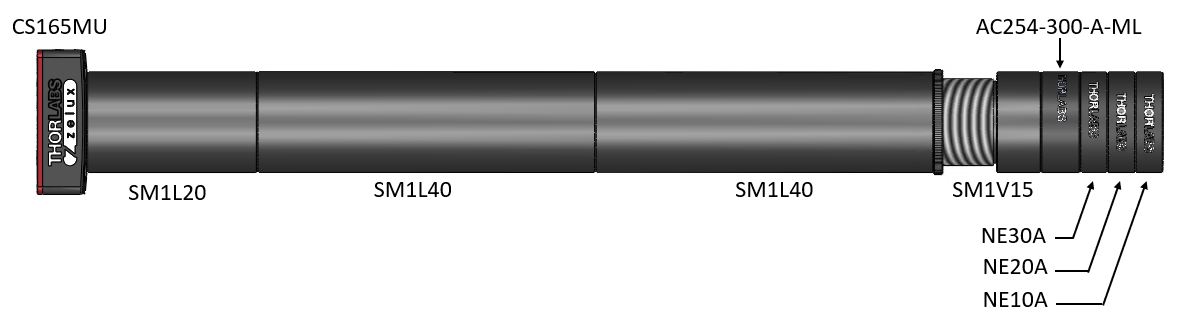 CS165MU
AC254-300-A-ML
THORLABS
zelux
THORLABS
THORLABS
THORLABS
THORLABS
SM1L20
SM1L40
SM1L40
SM1V15
NE30A
NE20A
NE10A